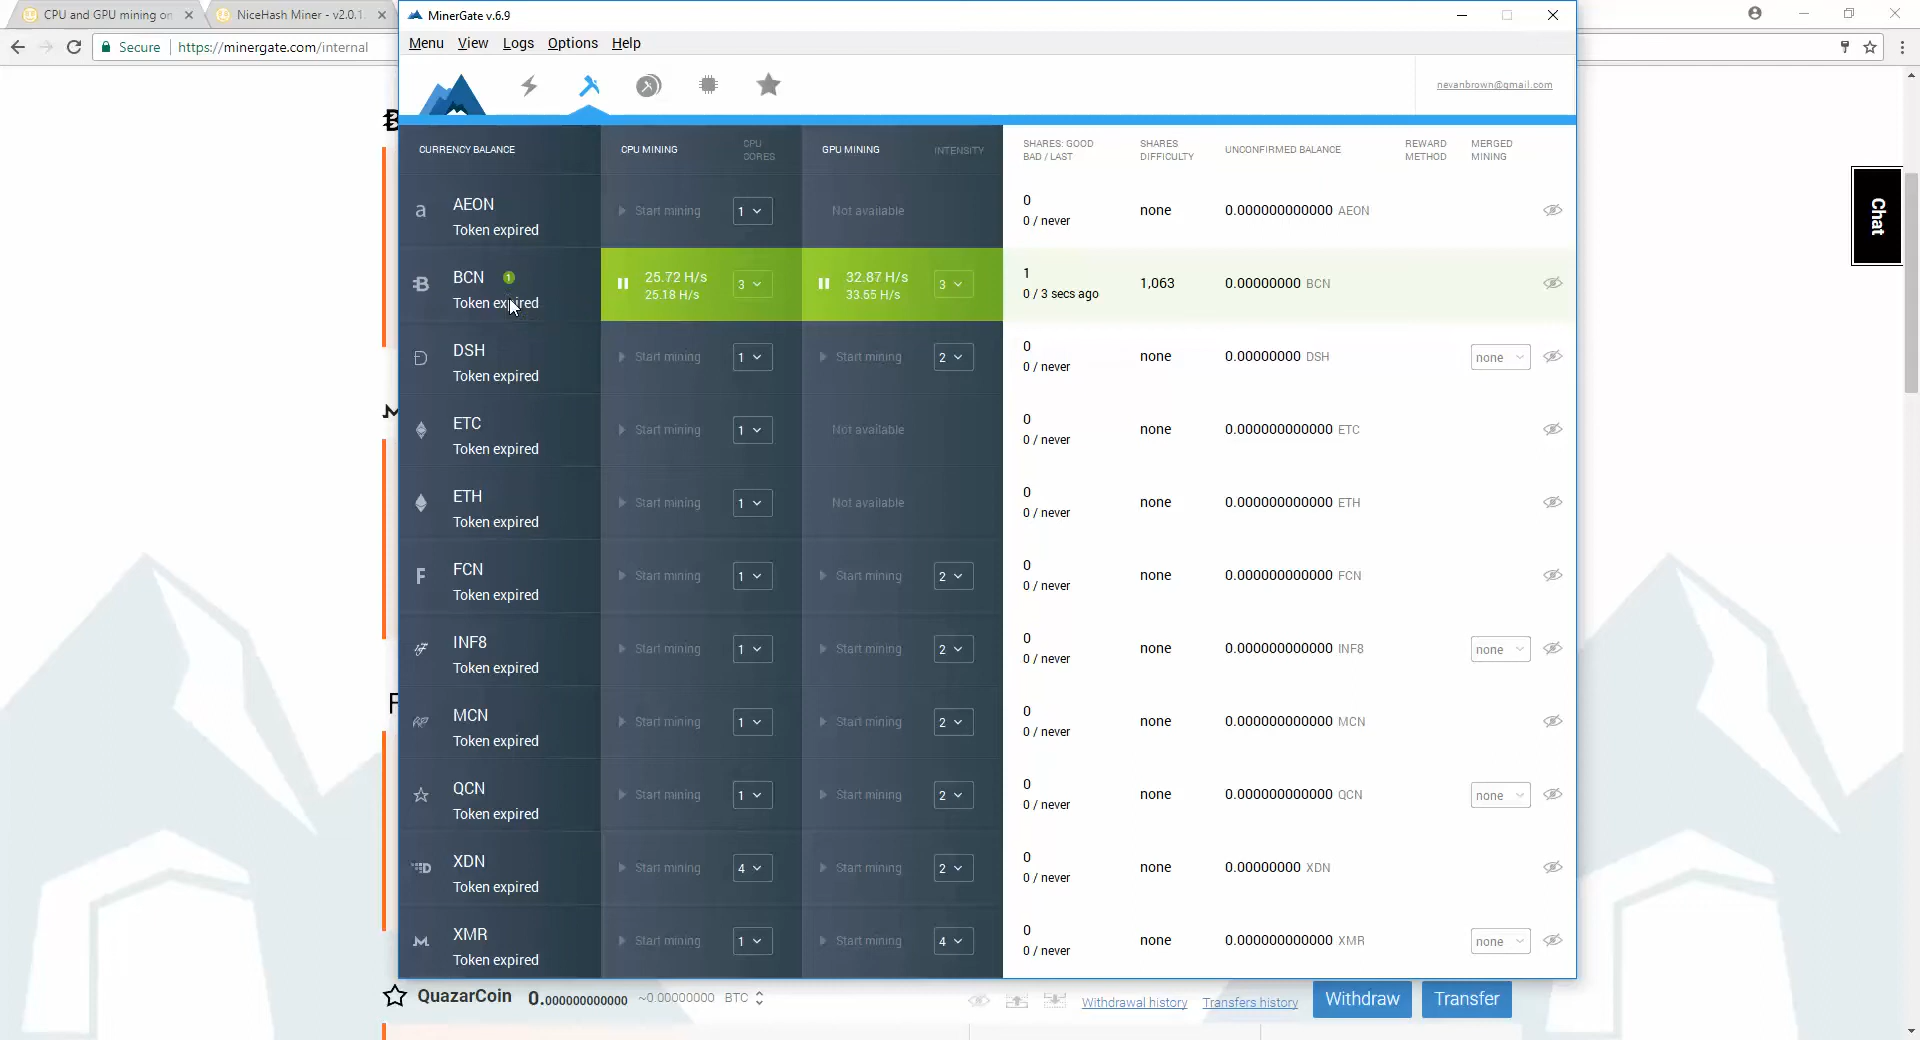 CPU and GPU mining on
NiceHash Miner - v2.0.1.
MinerGate v.6.9
Secure
https://minergate.com/internal
Menu View Logs Options Help
nevanbrown@gmail.com
CURRENCY BALANCE
CPU MINING
CPU
CORES
GPU MINING
INTENSITY
SHARES: GOOD
BAD / LAST
SHARES
DIFFICULTY
UNCONFIRMED BALANCE
REWARD
METHOD
MERGED
MINING
Chat
AEON
Token expired
Start mining 1
Not available
0
0 / never
none
0.000000000000 AEON
BCN 1
Token expired
25.72 H/s
25.18 H/s
3
32.87 H/s
33.55 H/s
3
1
0 / 3 secs ago
1,063
0.00000000 BCN
DSH
Token expired
Start mining 1
Start mining 2
0
0 / never
none
0.00000000 DSH
none
ETC
Token expired
Start mining 1
Not available
0
0 / never
none
0.000000000000 ETC
ETH
Token expired
Start mining 1
Not available
0
0 / never
none
0.000000000000 ETH
FCN
Token expired
Start mining 1
Start mining 2
0
0 / never
none
0.000000000000 FCN
INF8
Token expired
Start mining 1
Start mining 2
0
0 / never
none
0.000000000000 INF8
none
MCN
Token expired
Start mining 1
Start mining 2
0
0 / never
none
0.000000000000 MCN
QCN
Token expired
Start mining 1
Start mining 2
0
0 / never
none
0.000000000000 QCN
none
XDN
Token expired
Start mining 4
Start mining 2
0
0 / never
none
0.00000000 XDN
XMR
Token expired
Start mining 1
Start mining 4
0
0 / never
none
0.000000000000 XMR
none
QuazarCoin 0.000000000000 ~0.00000000 BTC
Withdrawal history Transfers history Withdraw Transfer